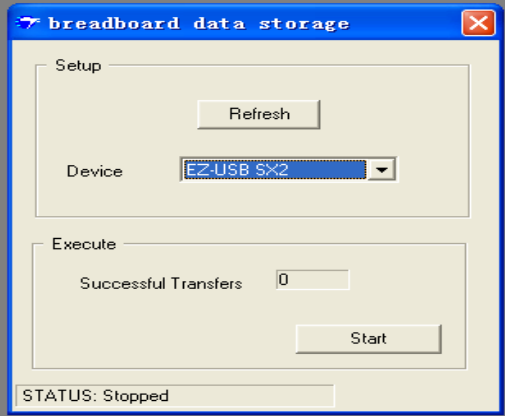 breadboard data storage
Setup
Refresh
Device EZ-USB SX2
Execute
Successful Transfers 0
Start
STATUS: Stopped